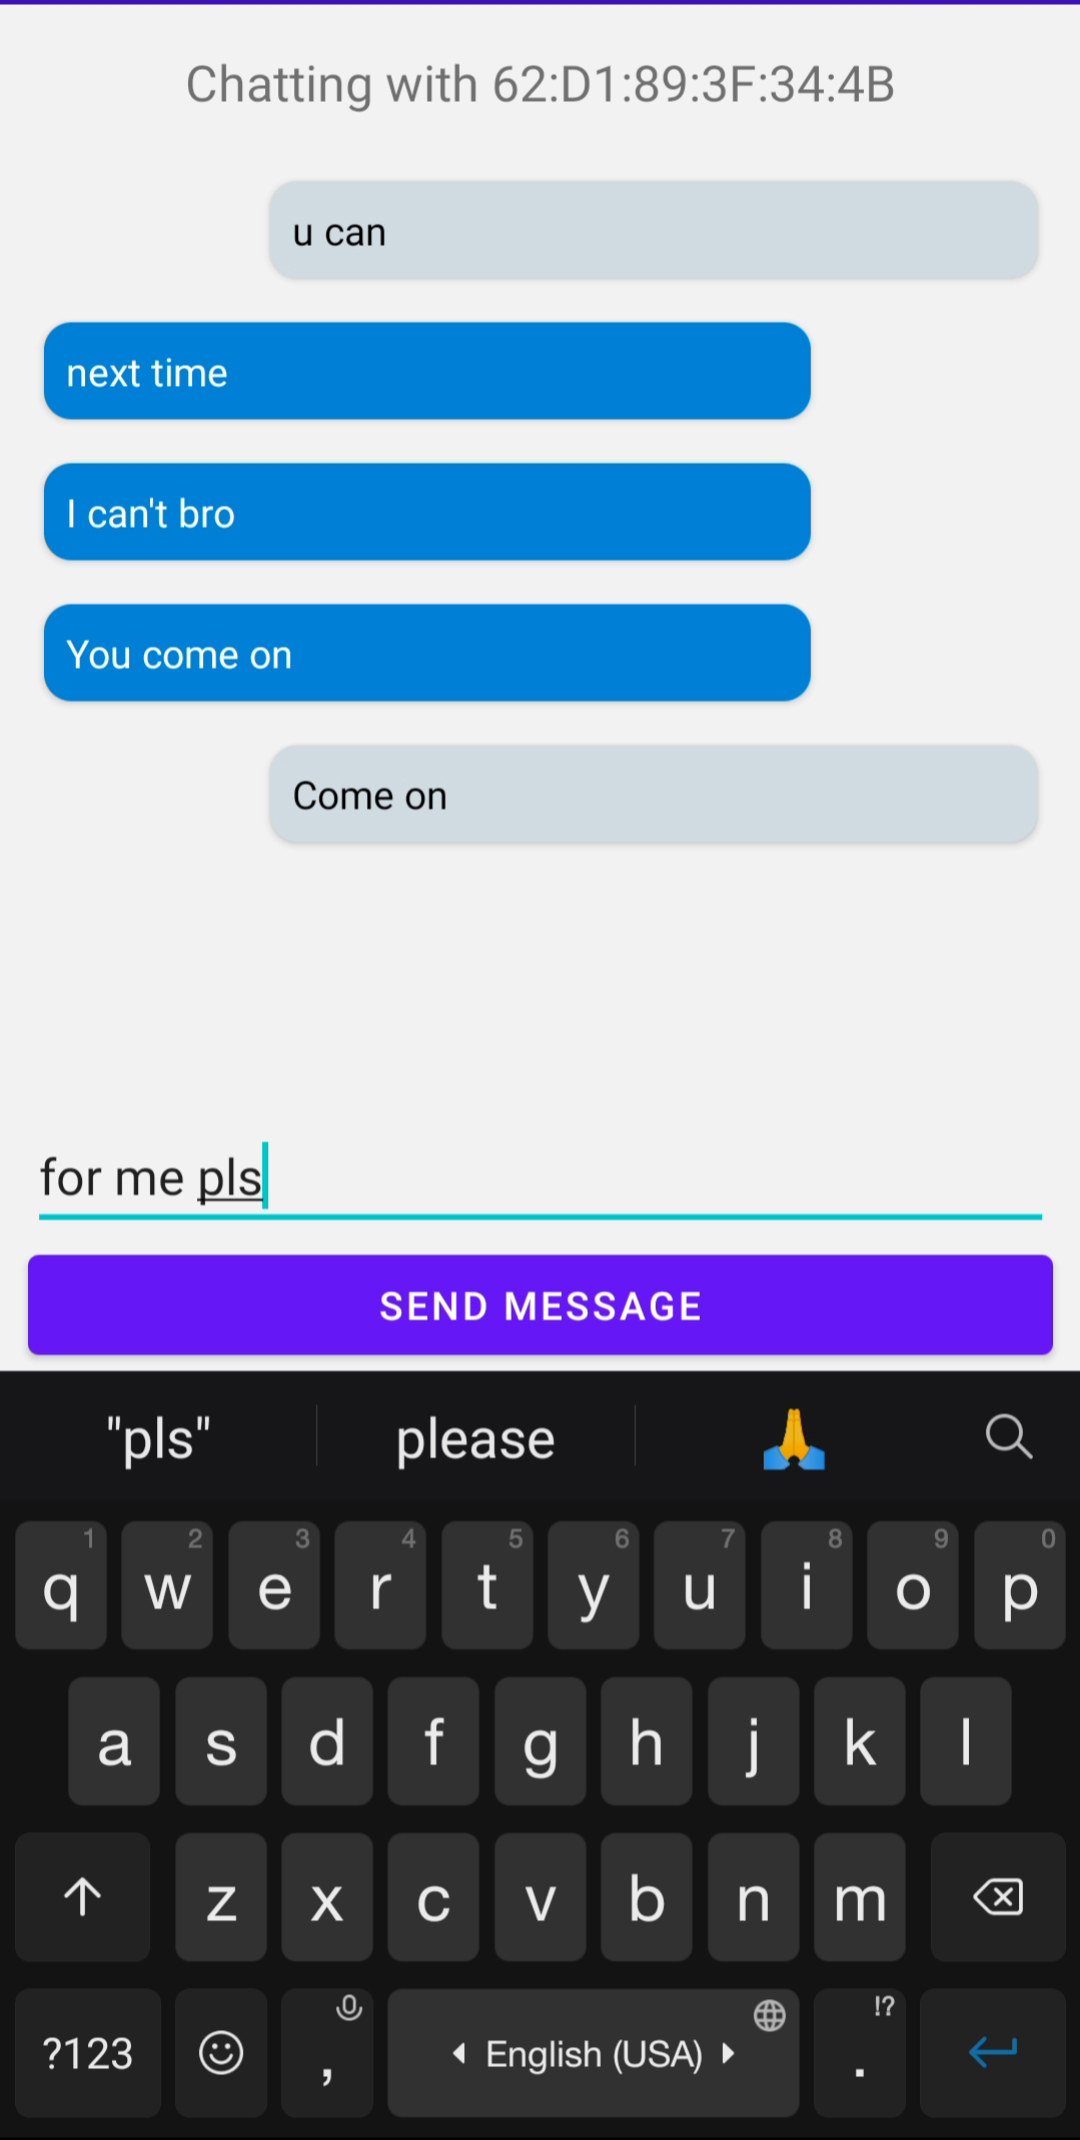 Chatting with 62:D1:89:3F:34:4B
u can
next time
I can't bro
You come on
Come on
for me pls
SEND MESSAGE
"pls" please 🙏
1 2 3 4 5 6 7 8 9 0
q w e r t y u i o p
a s d f g h j k l
z x c v b n m
!?
?123 , English (USA) .